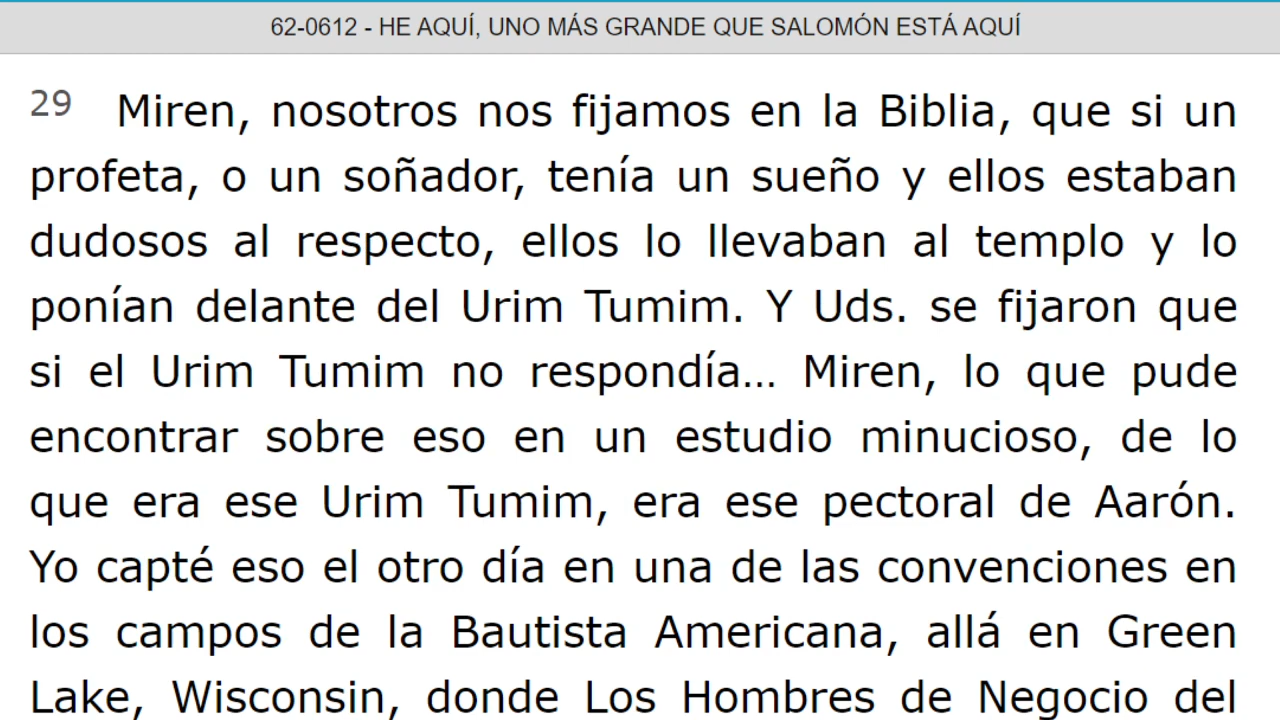 62-0612 - HE AQUÍ, UNO MÁS GRANDE QUE SALOMÓN ESTÁ AQUÍ
29 Miren, nosotros nos fijamos en la Biblia, que si un
profeta, o un soñador, tenía un sueño y ellos estaban
dudosos al respecto, ellos lo llevaban al templo y lo
ponían delante del Urim Tumim. Y Uds. se fijaron que
si el Urim Tumim no respondía... Miren, lo que pude
encontrar sobre eso en un estudio minucioso, de lo
que era ese Urim Tumim, era ese pectoral de Aarón.
Yo capté eso el otro día en una de las convenciones en
los campos de la Bautista Americana, allá en Green
Lake, Wisconsin, donde Los Hombres de Negocio del